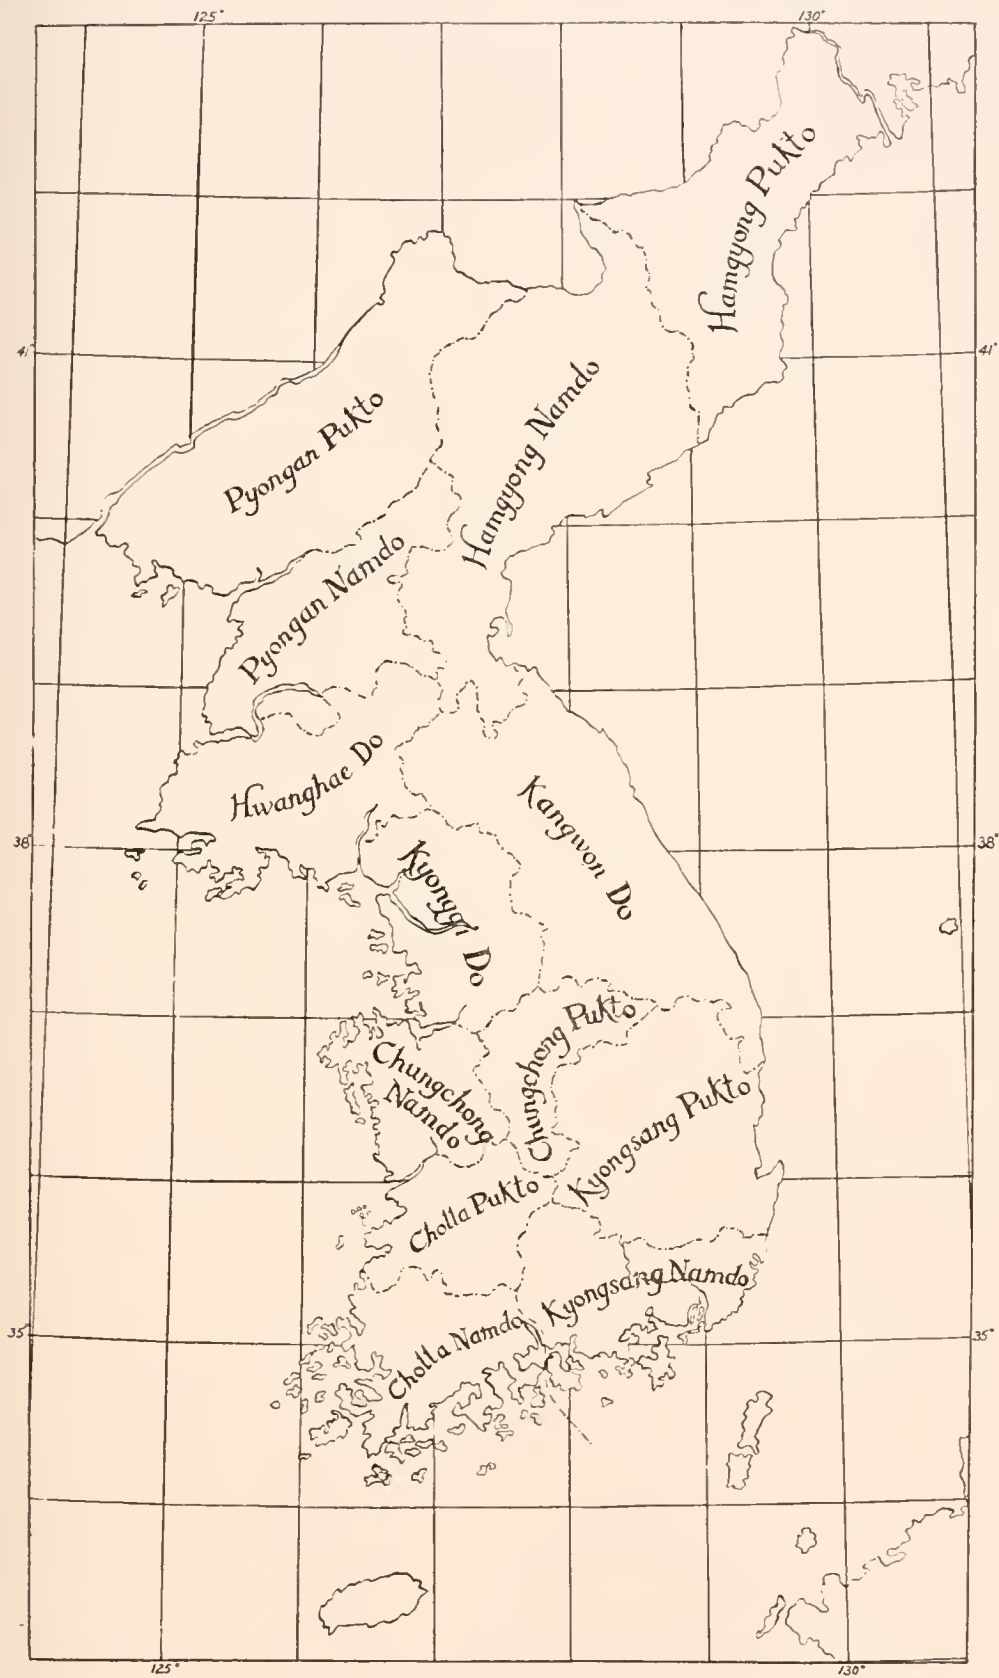 125°
130°
Hamgyong Pukto
41°
41°
Pyongan Pukto
Hamgyong Namdo
Pyongan Namdo
Hwanghae Do
Kangwon Do
38°
38°
Kyonggi Do
Chungchong Pukto
Chungchong
Namdo
Kyongsang Pukto
Cholla Pukto
Kyongsang Namdo
Cholla Namdo
35°
35°
125°
130°